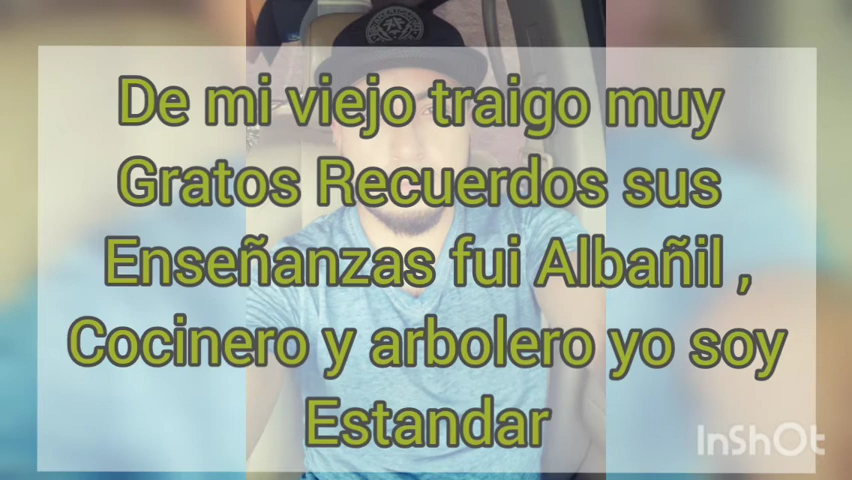 De mi viejo traigo muy
Gratos Recuerdos sus
Enseñanzas fui Albañil ,
Cocinero y arbolero yo soy
Estandar
InShOt